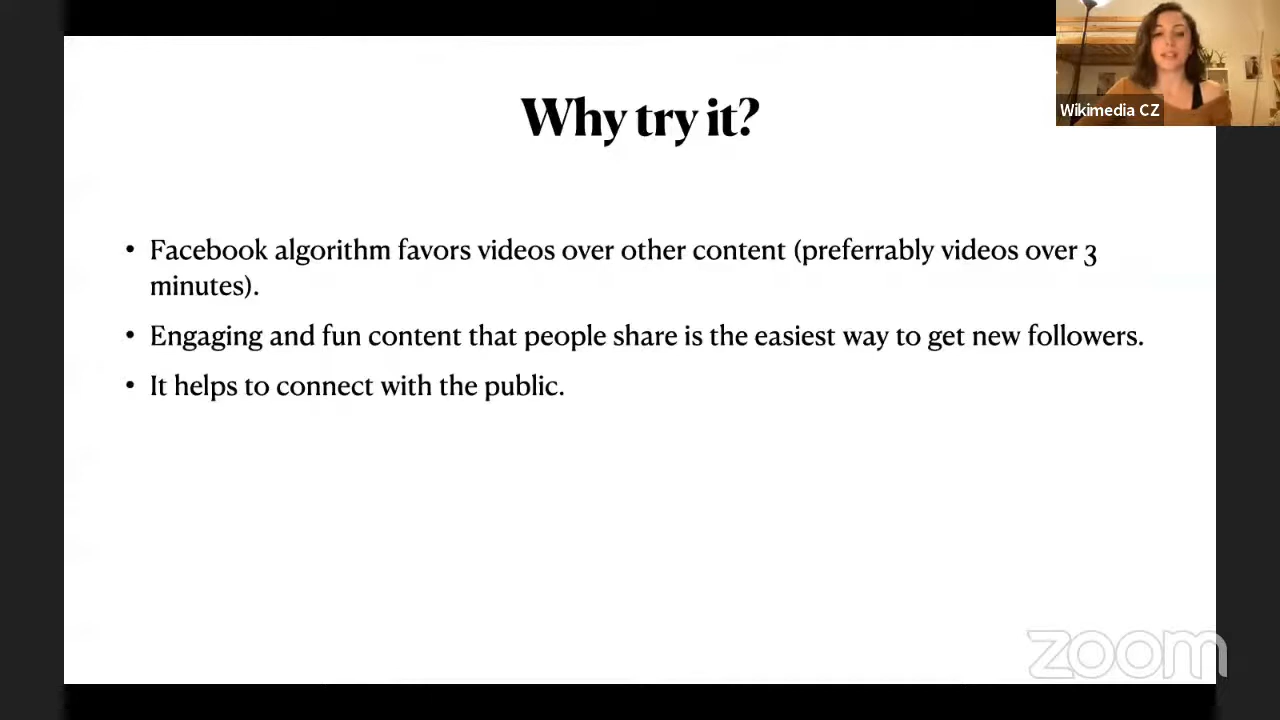 Wikimedia CZ
Why try it?
• Facebook algorithm favors videos over other content (preferrably videos over 3
minutes).
• Engaging and fun content that people share is the easiest way to get new followers.
• It helps to connect with the public.
zoom